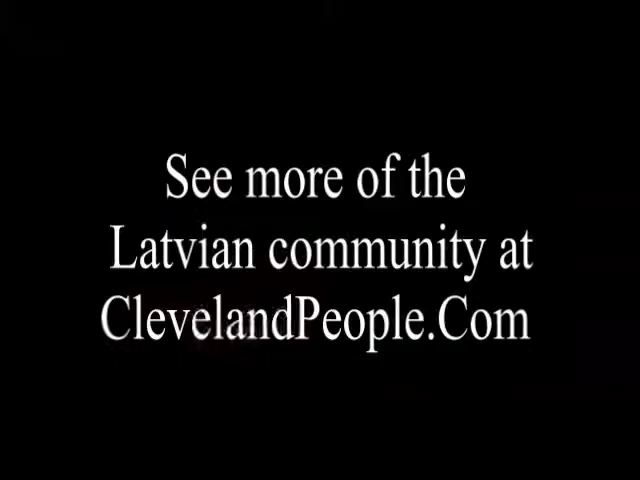 See more of the
Latvian community at
ClevelandPeople.Com